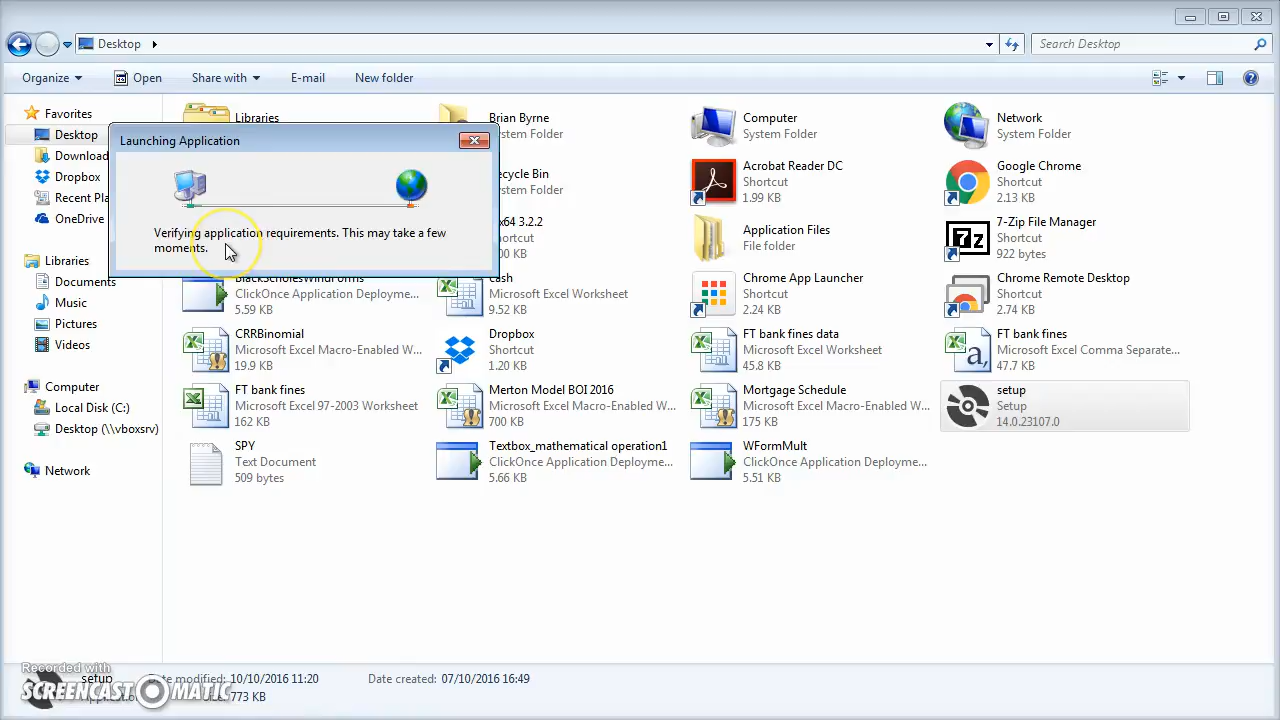 Desktop
Search Desktop
Organize
Open
Share with
E-mail
New folder
Favorites
Desktop
Download
Dropbox
Recent Pla
OneDrive
Libraries
Documents
Music
Pictures
Videos
Computer
Local Disk (C:)
Desktop (\\vboxsrv)
Network
Launching Application
Verifying application requirements. This may take a few
moments.
Libraries
Brian Byrne
System Folder
Computer
System Folder
Network
System Folder
ecycle Bin
System Folder
Acrobat Reader DC
Shortcut
1.99 KB
Google Chrome
Shortcut
2.13 KB
x64 3.2.2
hortcut
00 KB
Application Files
File folder
7-Zip File Manager
Shortcut
922 bytes
BlackScholesWindForms
ClickOnce Application Deployme...
5.59 KB
cash
Microsoft Excel Worksheet
9.52 KB
Chrome App Launcher
Shortcut
2.24 KB
Chrome Remote Desktop
Shortcut
2.74 KB
CRRBinomial
Microsoft Excel Macro-Enabled W...
19.9 KB
Dropbox
Shortcut
1.20 KB
FT bank fines data
Microsoft Excel Worksheet
45.8 KB
FT bank fines
Microsoft Excel Comma Separate...
47.7 KB
FT bank fines
Microsoft Excel 97-2003 Worksheet
162 KB
Merton Model BOI 2016
Microsoft Excel Macro-Enabled W...
700 KB
Mortgage Schedule
Microsoft Excel Macro-Enabled W...
175 KB
setup
Setup
14.0.23107.0
SPY
Text Document
509 bytes
Textbox_mathematical operation1
ClickOnce Application Deployme...
5.66 KB
WFormMult
ClickOnce Application Deployme...
5.51 KB
Recorded with
SCREENCAST-O-MATIC
setup
te modified: 10/10/2016 11:20
Date created: 07/10/2016 16:49
773 KB